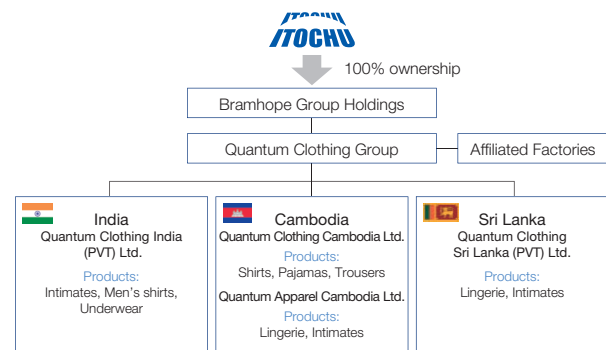 ITOCHU
ITOCHU
100% ownership
Bramhope Group Holdings
Quantum Clothing Group
Affiliated Factories
India
Quantum Clothing India
(PVT) Ltd.
Products:
Intimates, Men's shirts,
Underwear
Cambodia
Quantum Clothing Cambodia Ltd.
Products:
Shirts, Pajamas, Trousers
Quantum Apparel Cambodia Ltd.
Products:
Lingerie, Intimates
Sri Lanka
Quantum Clothing
Sri Lanka (PVT) Ltd.
Products:
Lingerie, Intimates